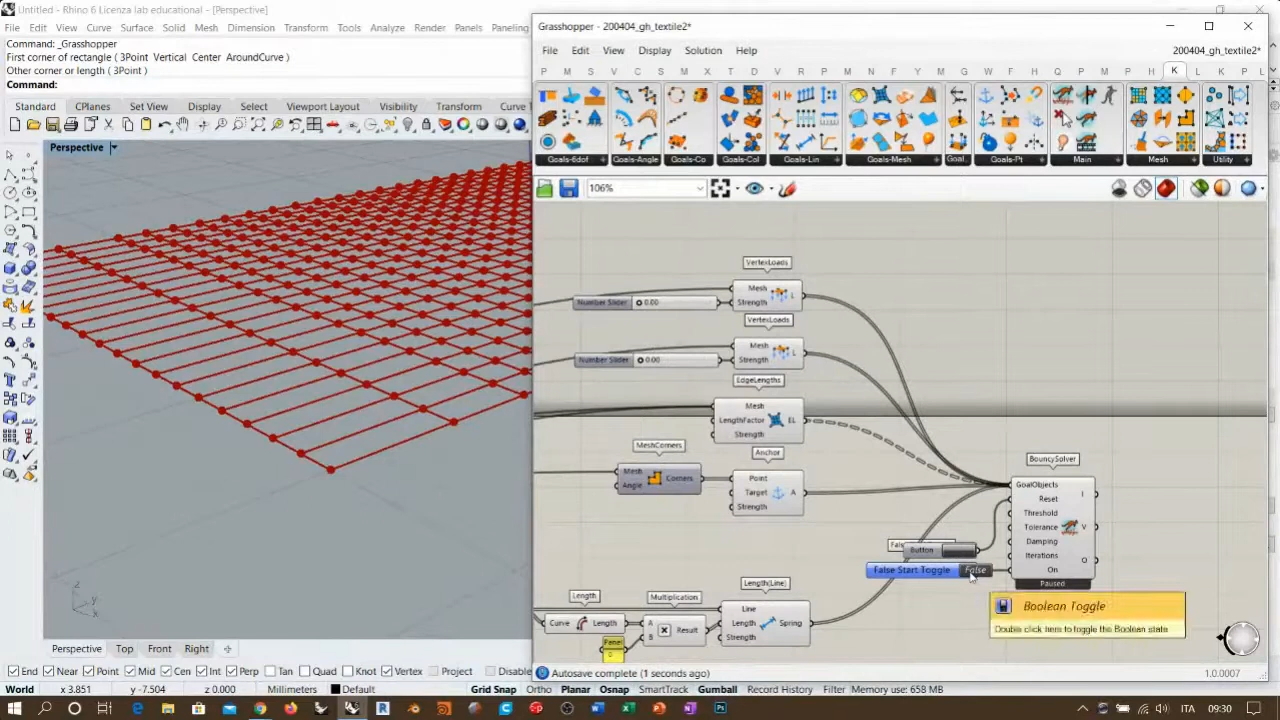 Untitled - Rhino 6 Licenza lab educational - [Perspective]
File Edit View Curve Surface Mesh Render Panels Paneling
Command: _Grasshopper
First corner of rectangle ( 3Point Vertical Center AroundCurve )
Other corner or length ( 3Point )
Command:
Standard CPlanes Set View Display Select Viewport Layout Visibility Transform Curve T
Perspective
Grasshopper - 200404_gh_textile2*
File Edit View Display Solution Help
200404_gh_textile2*
P M S V C S M R T D V R P M N F D M G W F P K Q P M P H U L K P L
Goals-6dof Goals-Angle Goals-Co Goals-Col Goals-Lin Goals-Mesh Goal. Goals-Pt Main Mesh Utility
106%
VertexLoads
Number Slider 0.00
Mesh
Strength
L
VertexLoads
Number Slider 0.00
Mesh
Strength
L
EdgeLengths
Mesh
LengthFactor
Strength
EL
MeshCorners
Mesh
Angle
Corners
Anchor
Point
Target
Strength
A
BouncySolver
GoalObjects
Reset
Threshold
Tolerance
Damping
Iterations
On
I
V
O
Paused
Button
False Start Toggle False
Boolean Toggle
Double click item to toggle the Boolean state
Length
Curve Length
Multiplication
A
B
Result
Panel
0
Length(Line)
Line
Length
Strength
Spring
Autosave complete (1 seconds ago)
1.0.0007
z
y
x
Perspective Top Front Right
End Near Point Mid Cen Int Perp Tan Quad Knot Vertex Project Disable
World x 3.851 y -7.504 z 0.000 Millimeters Default Grid Snap Ortho Planar Osnap SmartTrack Gumball Record History Filter Memory use: 658 MB
ITA 09:30